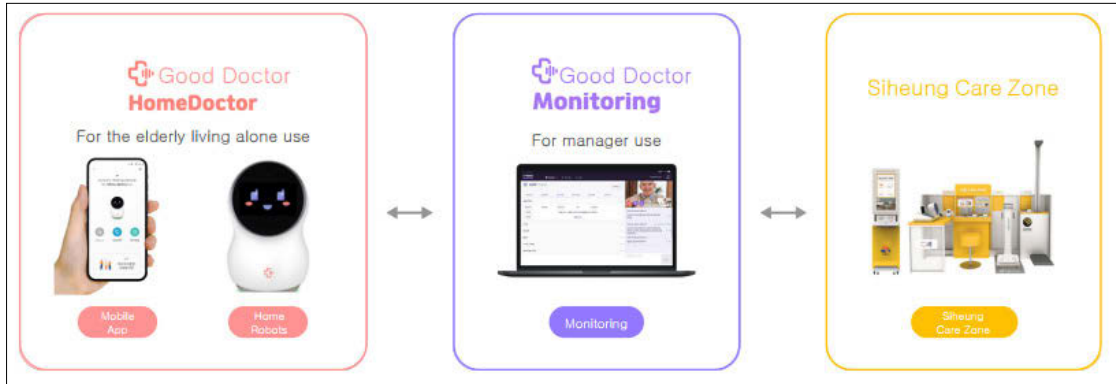 Good Doctor
HomeDoctor
For the elderly living alone use
Mobile
App
Home
Robots
Good Doctor
Monitoring
For manager use
Monitoring
Siheung Care Zone
Siheung
Care Zone